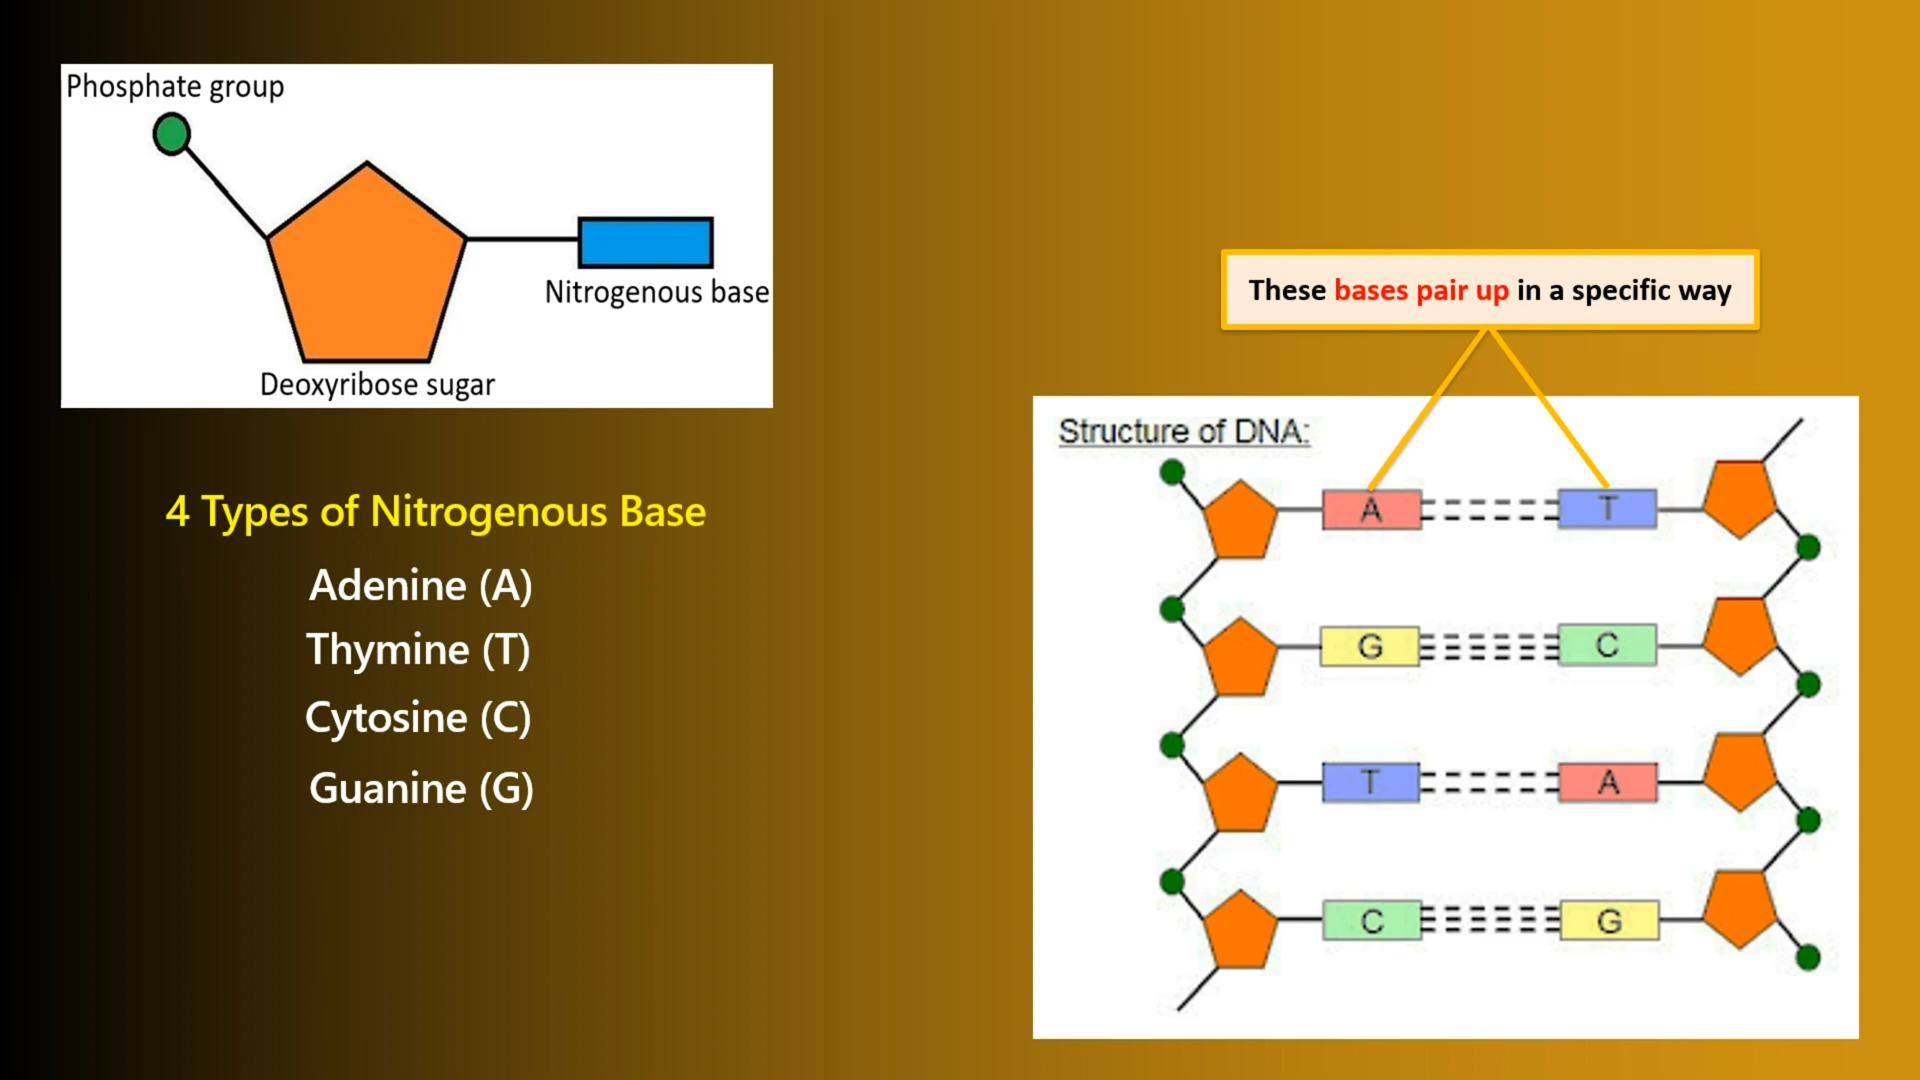 Phosphate group
Nitrogenous base
Deoxyribose sugar
4 Types of Nitrogenous Base
Adenine (A)
Thymine (T)
Cytosine (C)
Guanine (G)
These bases pair up in a specific way
Structure of DNA:
A T
G C
T A
C G